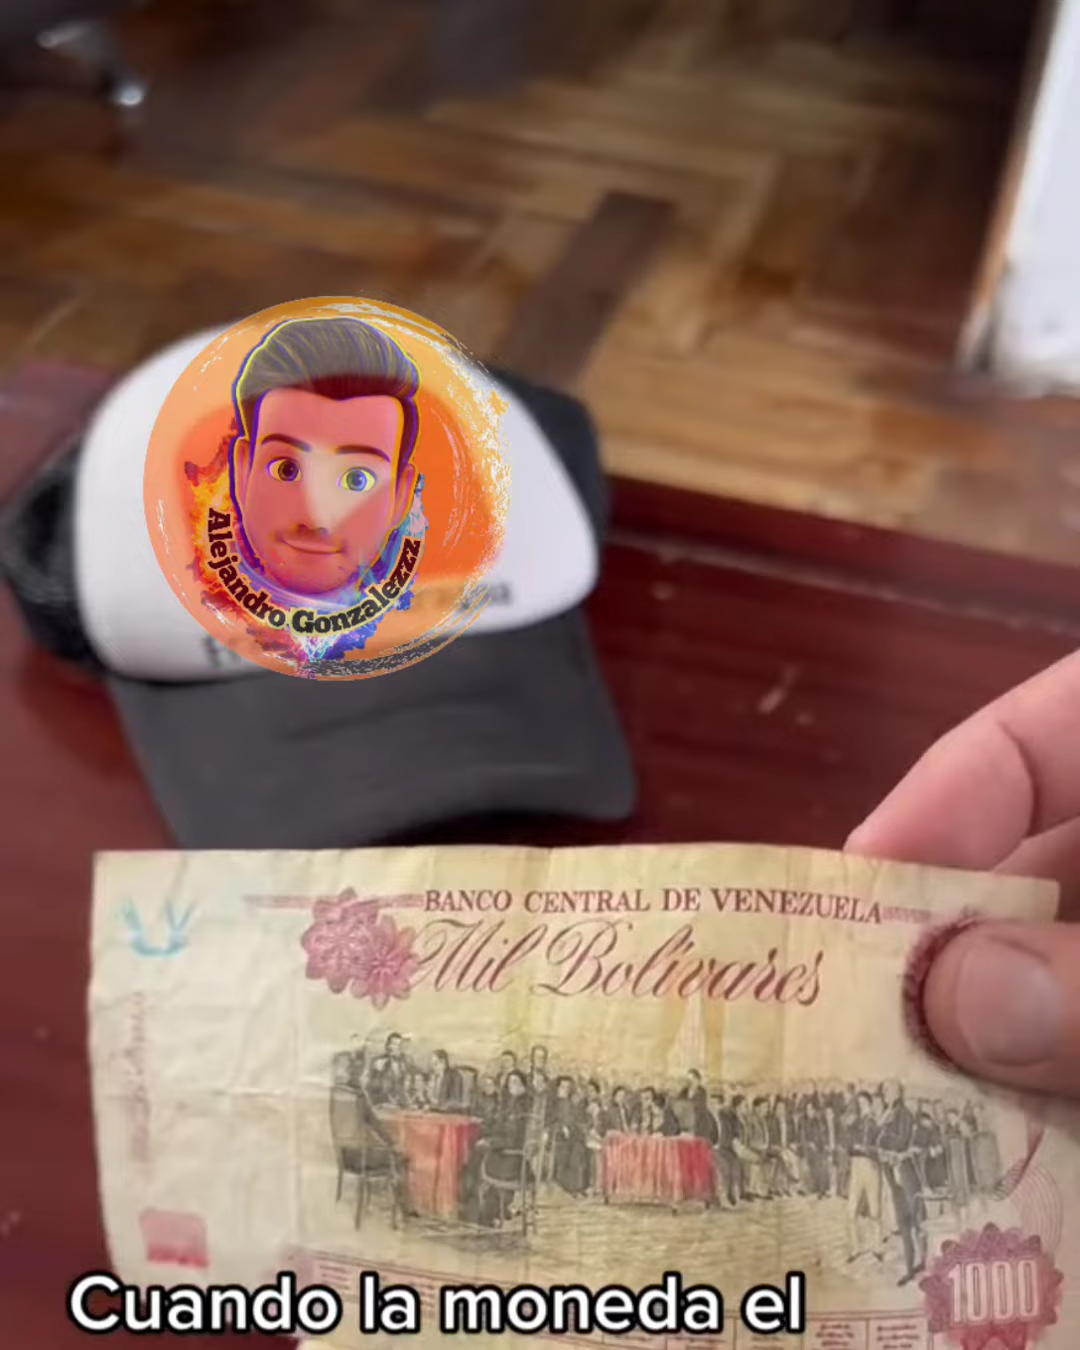 Alejandro Gonzalezzz
BANCO CENTRAL DE VENEZUELA
Mil Bolívares
1000
Cuando la moneda el